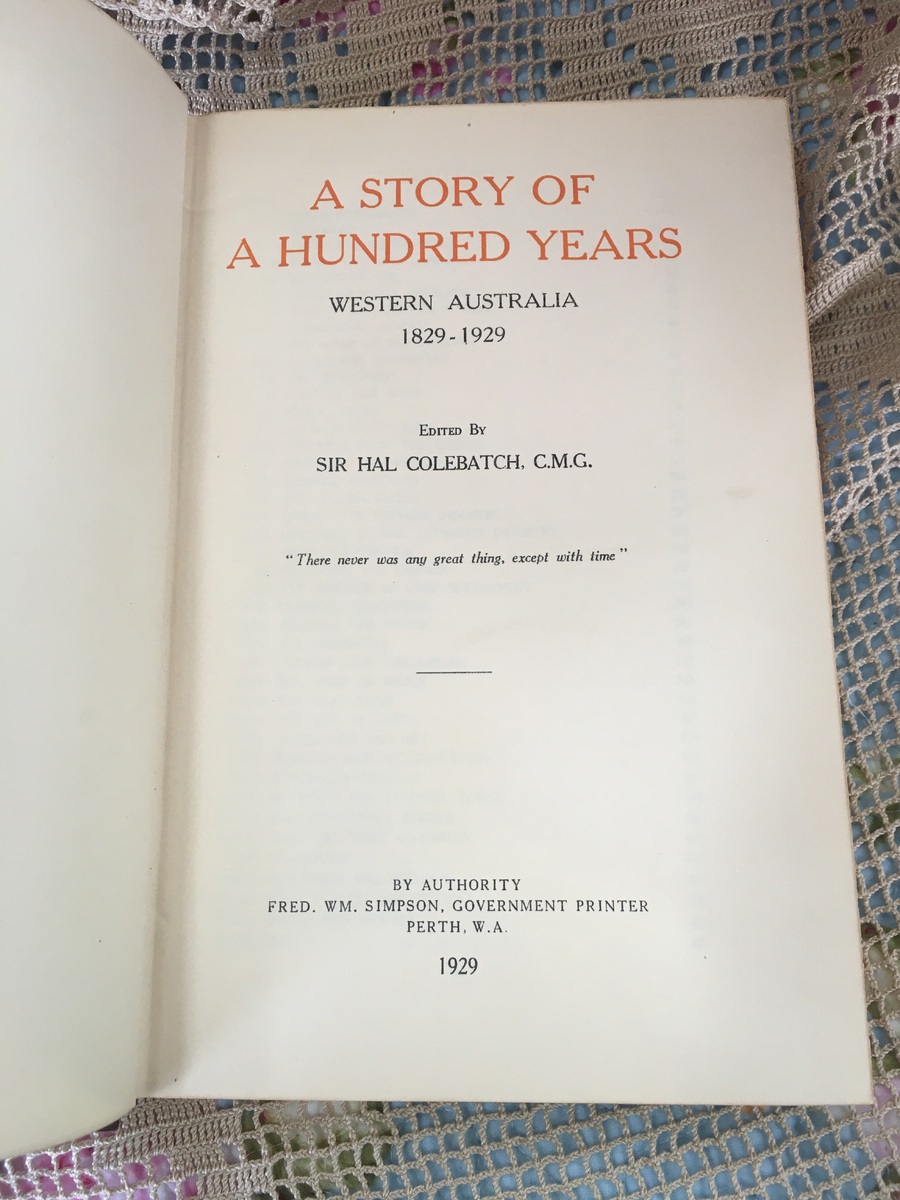 A STORY OF
A HUNDRED YEARS
WESTERN AUSTRALIA
1829-1929
EDITED BY
SIR HAL COLEBATCH, C.M.G.
"There never was any great thing, except with time"
BY AUTHORITY
FRED. WM. SIMPSON, GOVERNMENT PRINTER
PERTH, W.A.
1929